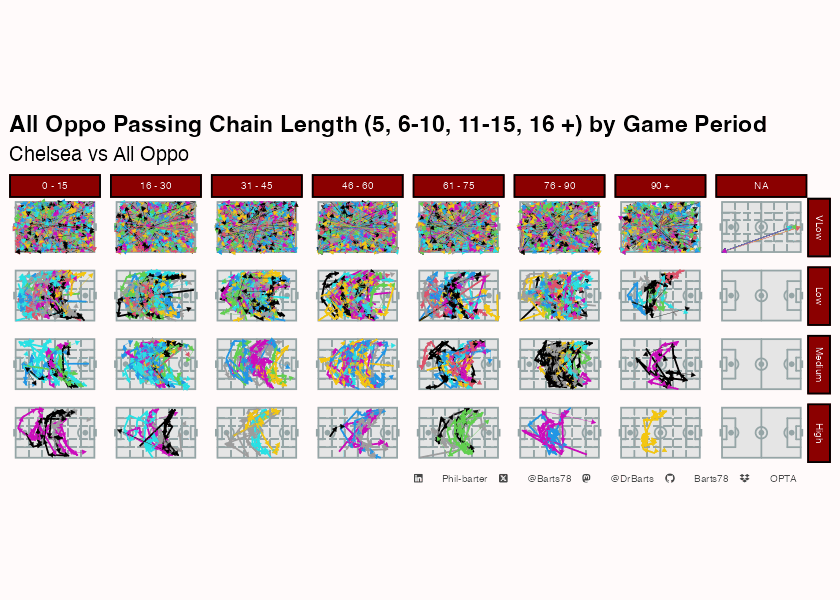 All Oppo Passing Chain Length (5, 6-10, 11-15, 16 +) by Game Period
Chelsea vs All Oppo
0 - 15 16 - 30 31 - 45 46 - 60 61 - 75 76 - 90 90 + NA
VLow
Low
Medium
High
Phil-barter @Barts78 @DrBarts Barts78 OPTA